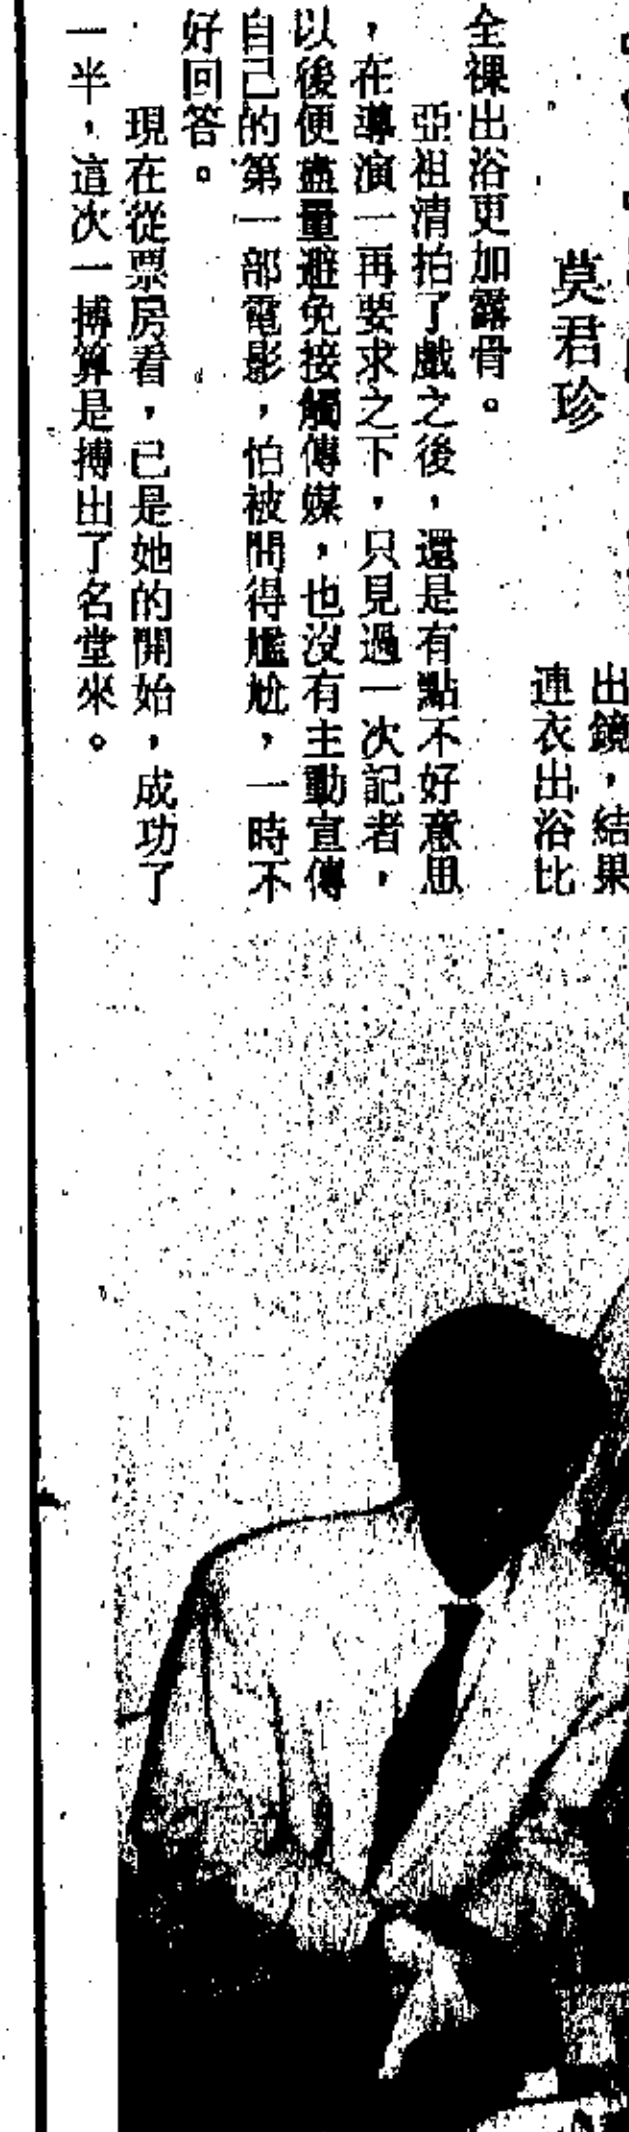 莫君珍
出鏡，結果
連衣出浴比
全裸出浴更加露骨。
亞祖清拍了戲之後，還是有點不好意思
，在導演一再要求之下，只見過一次記者，
以後便盡量避免接觸傳媒，也沒有主動宣傳
自己的第一部電影，怕被問得尷尬，一時不
好回答。
現在從票房看，已是她的開始，成功了
一半，這次一搏算是搏出了名堂來。